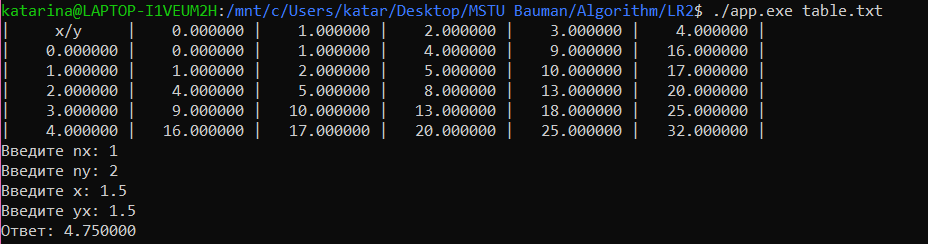 katarina@LAPTOP-I1VEUM2H:/mnt/c/Users/katar/Desktop/MSTU Bauman/Algorithm/LR2$ ./app.exe table.txt
| x/y | 0.000000 | 1.000000 | 2.000000 | 3.000000 | 4.000000 |
| 0.000000 | 0.000000 | 1.000000 | 4.000000 | 9.000000 | 16.000000 |
| 1.000000 | 1.000000 | 2.000000 | 5.000000 | 10.000000 | 17.000000 |
| 2.000000 | 4.000000 | 5.000000 | 8.000000 | 13.000000 | 20.000000 |
| 3.000000 | 9.000000 | 10.000000 | 13.000000 | 18.000000 | 25.000000 |
| 4.000000 | 16.000000 | 17.000000 | 20.000000 | 25.000000 | 32.000000 |
Введите nx: 1
Введите ny: 2
Введите x: 1.5
Введите yx: 1.5
Ответ: 4.750000